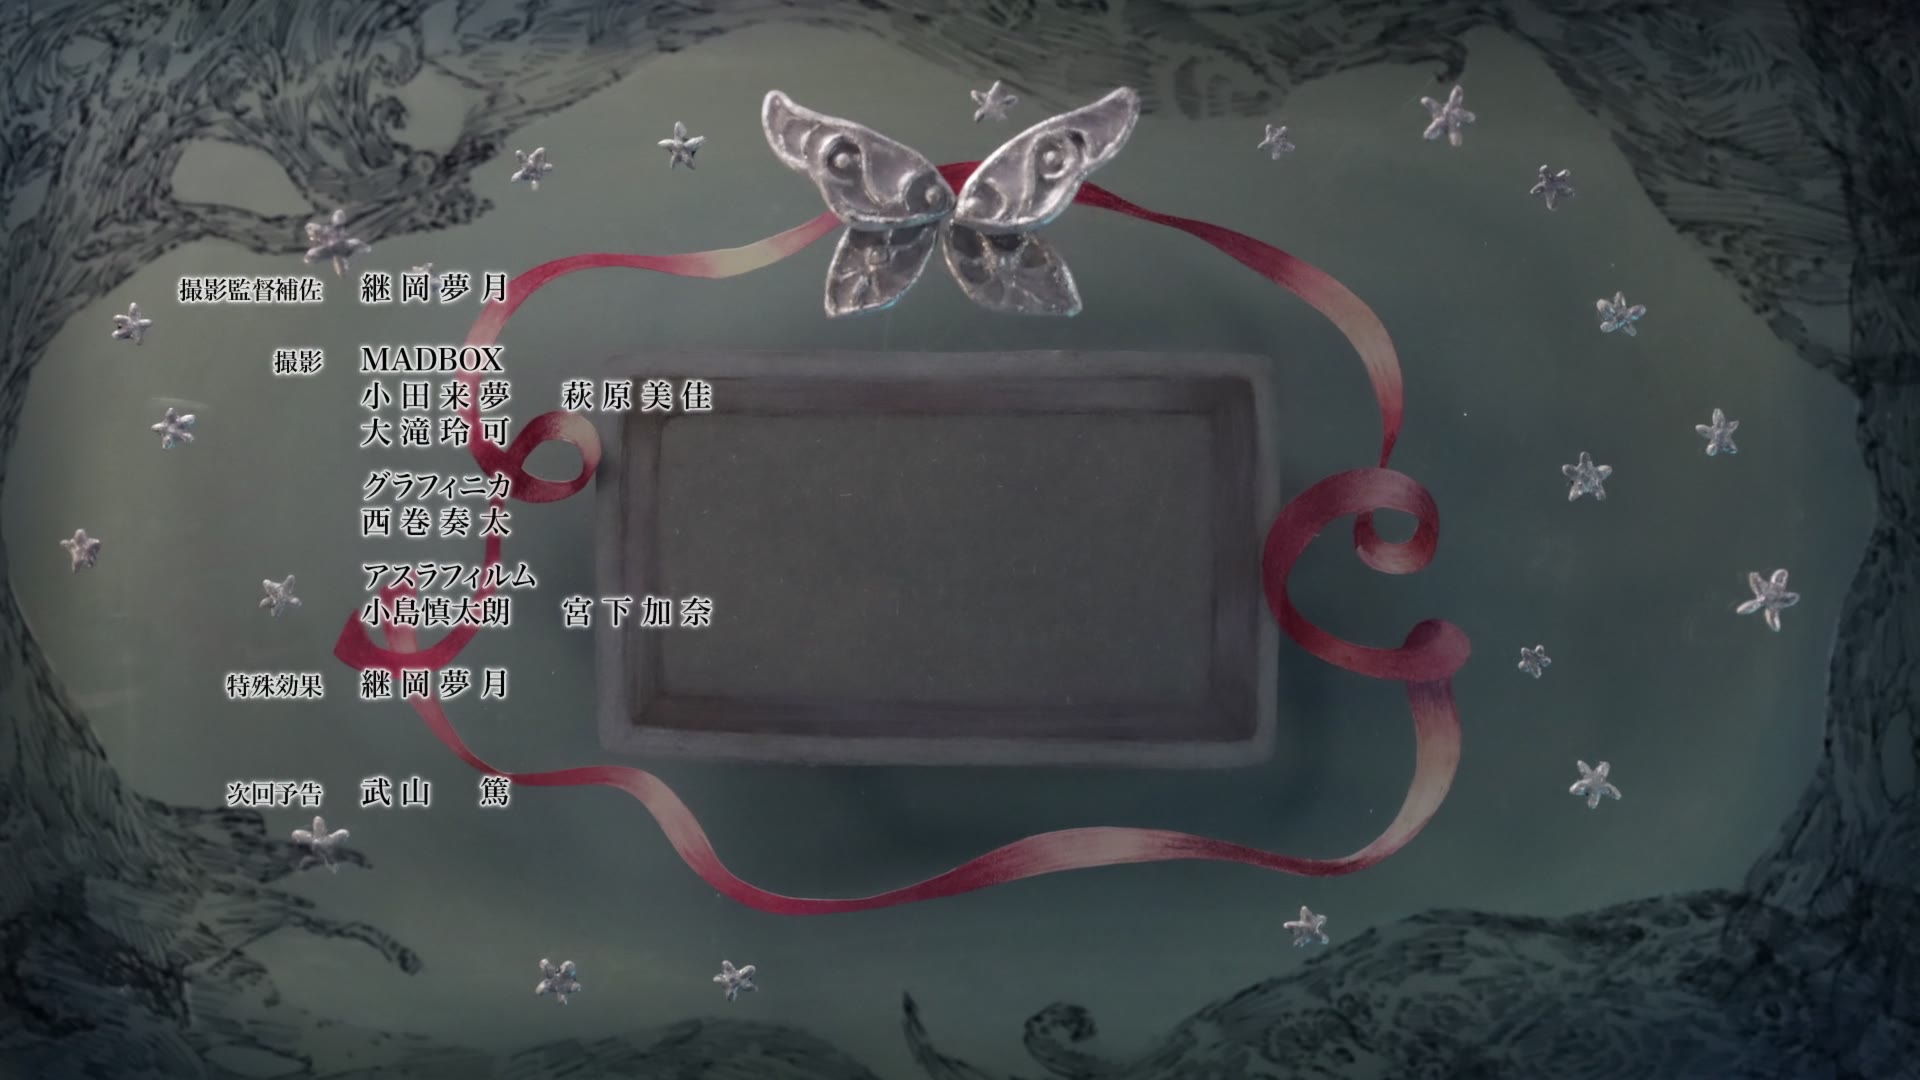 撮影監督補佐 継岡夢月
撮影 MADBOX
小田来夢 萩原美佳
大滝玲可
グラフィニカ
西巻奏太
アスラフィルム
小島慎太朗 宮下加奈
特殊効果 継岡夢月
次回予告 武山 篤